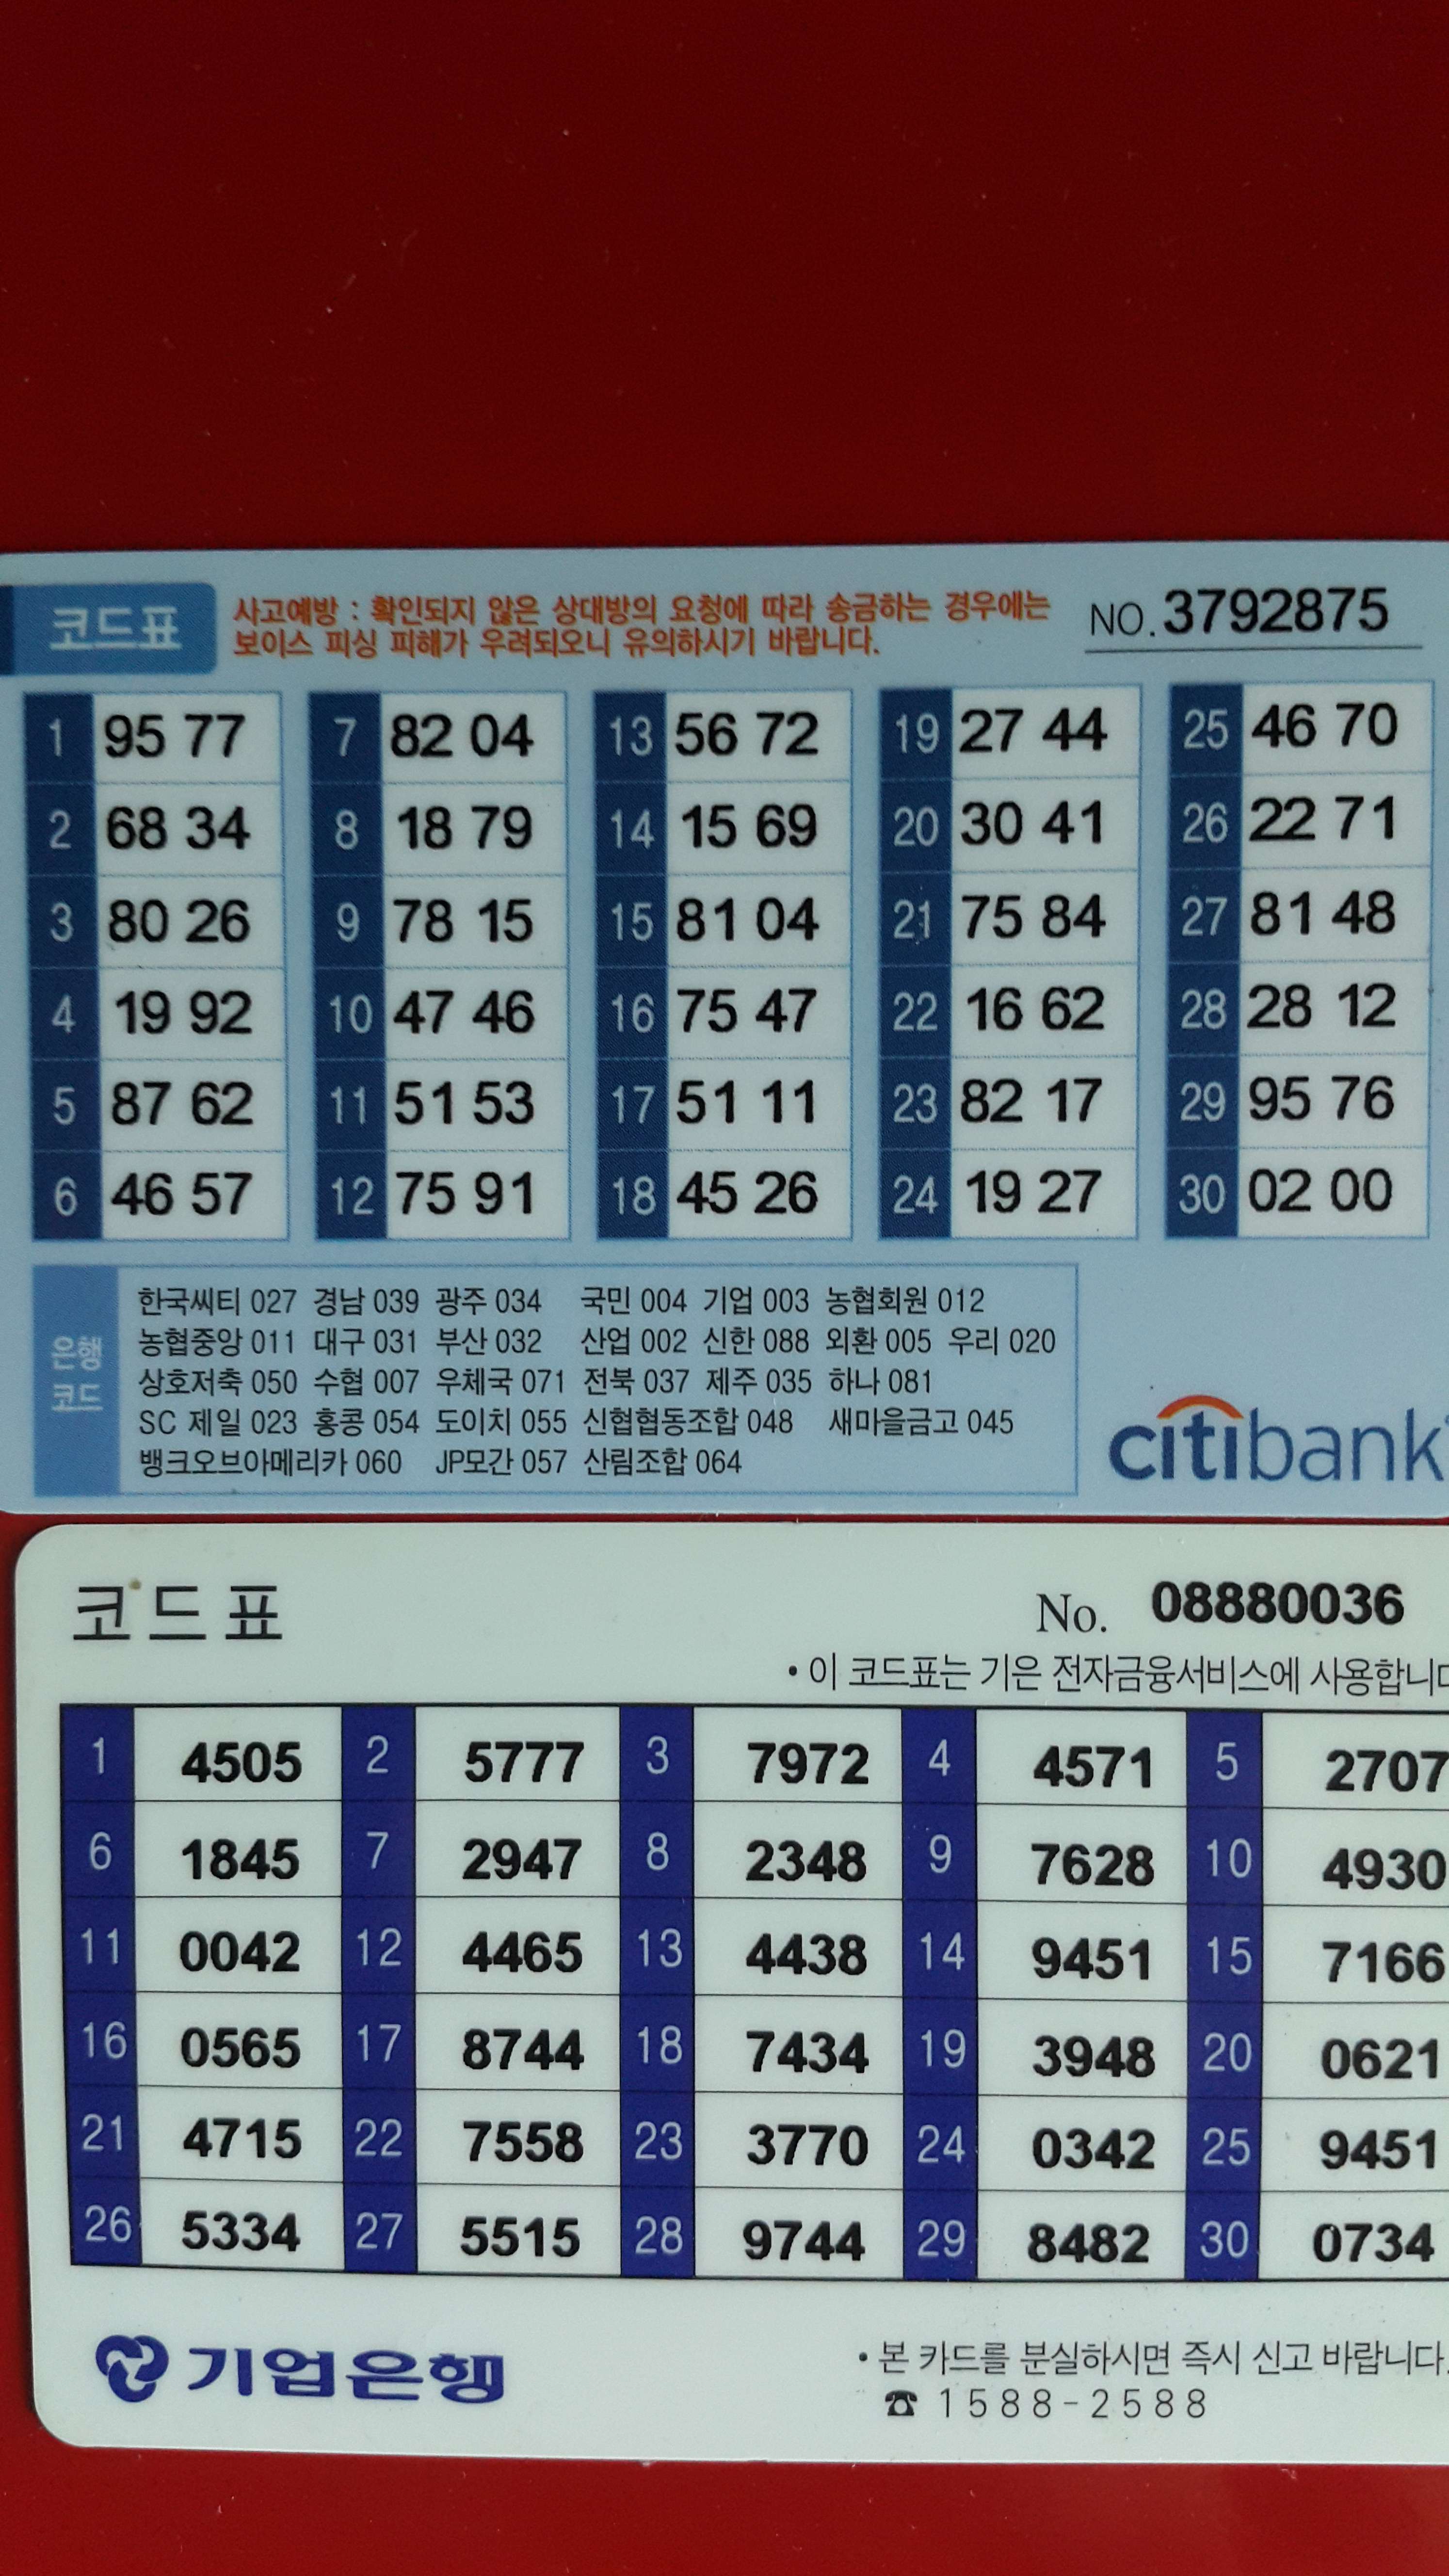 코드표
사고예방 : 확인되지 않은 상대방의 요청에 따라 송금하는 경우에는
보이스 피싱 피해가 우려되오니 유의하시기 바랍니다.
NO. 3792875
1 95 77 7 82 04 13 56 72 19 27 44 25 46 70
2 68 34 8 18 79 14 15 69 20 30 41 26 22 71
3 80 26 9 78 15 15 81 04 21 75 84 27 81 48
4 19 92 10 47 46 16 75 47 22 16 62 28 28 12
5 87 62 11 51 53 17 51 11 23 82 17 29 95 76
6 46 57 12 75 91 18 45 26 24 19 27 30 02 00
은행
코드
한국씨티 027 경남 039 광주 034 국민 004 기업 003 농협회원 012
농협중앙 011 대구 031 부산 032 산업 002 신한 088 외환 005 우리 020
상호저축 050 수협 007 우체국 071 전북 037 제주 035 하나 081
SC 제일 023 홍콩 054 도이치 055 신협협동조합 048 새마을금고 045
뱅크오브아메리카 060 JP모간 057 산림조합 064
citibank
코드표
No. 08880036
• 이 코드표는 기은 전자금융서비스에 사용합니다
1 4505 2 5777 3 7972 4 4571 5 2707
6 1845 7 2947 8 2348 9 7628 10 4930
11 0042 12 4465 13 4438 14 9451 15 7166
16 0565 17 8744 18 7434 19 3948 20 0621
21 4715 22 7558 23 3770 24 0342 25 9451
26 5334 27 5515 28 9744 29 8482 30 0734
기업은행
• 본 카드를 분실하시면 즉시 신고 바랍니다.
☎ 1588-2588